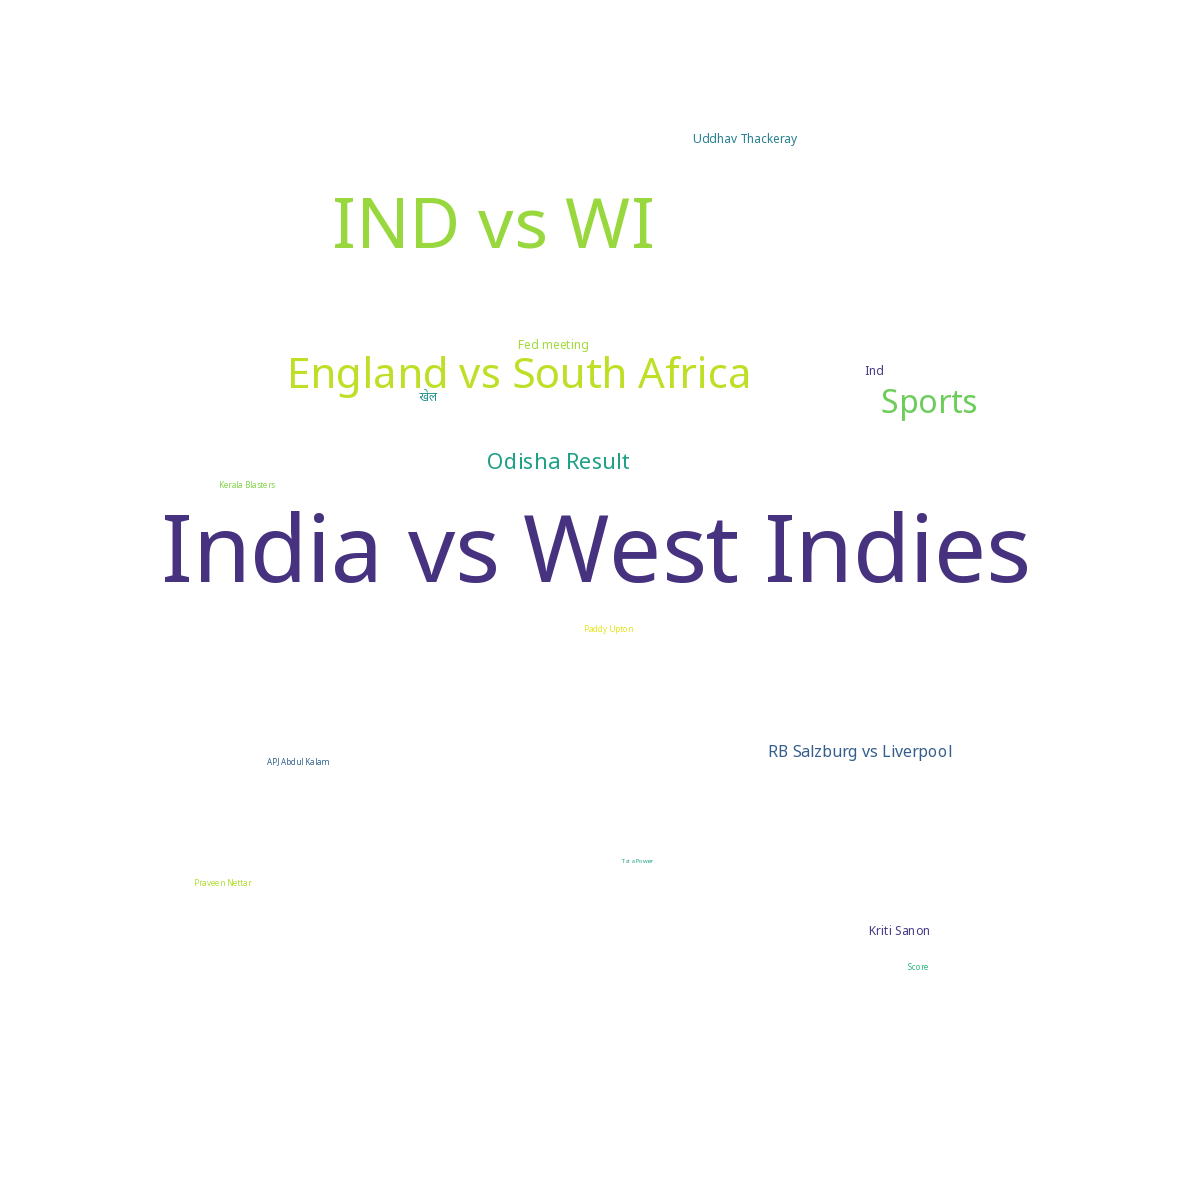 Uddhav Thackeray
IND vs WI
Fed meeting
England vs South Africa
Ind
खेल
Sports
Odisha Result
Kerala Blasters
India vs West Indies
Paddy Upton
RB Salzburg vs Liverpool
APJ Abdul Kalam
Tata Power
Praveen Nettar
Kriti Sanon
Score